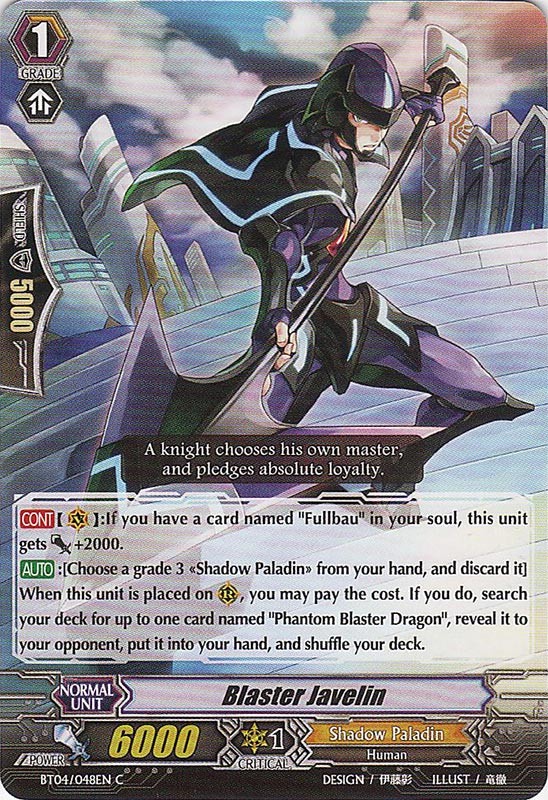 1
GRADE
SHIELD
5000
A knight chooses his own master,
and pledges absolute loyalty.
CONT【 V 】:If you have a card named "Fullbau" in your soul, this unit
gets +2000.
AUTO :[Choose a grade 3 «Shadow Paladin» from your hand, and discard it]
When this unit is placed on R, you may pay the cost. If you do, search
your deck for up to one card named "Phantom Blaster Dragon", reveal it to
your opponent, put it into your hand, and shuffle your deck.
NORMAL
UNIT
Blaster Javelin
POWER
6000
1
CRITICAL
Shadow Paladin
Human
BT04/048EN C
DESIGN / 伊藤彰
ILLUST / 竜徹